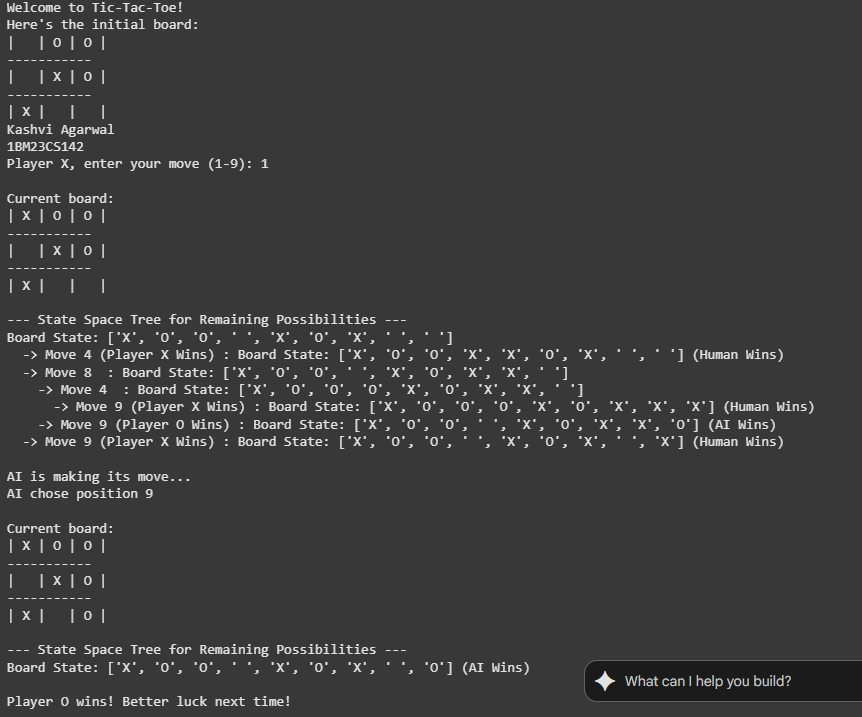 Welcome to Tic-Tac-Toe!
Here's the initial board:
|   | O | O |
-----------
|   | X | O |
-----------
| X |   |   |
Kashvi Agarwal
1BM23CS142
Player X, enter your move (1-9): 1

Current board:
| X | O | O |
-----------
|   | X | O |
-----------
| X |   |   |

--- State Space Tree for Remaining Possibilities ---
Board State: ['X', 'O', 'O', ' ', 'X', 'O', 'X', ' ', ' ']
  -> Move 4 (Player X Wins) : Board State: ['X', 'O', 'O', 'X', 'X', 'O', 'X', ' ', ' '] (Human Wins)
  -> Move 8  : Board State: ['X', 'O', 'O', ' ', 'X', 'O', 'X', 'X', ' ']
    -> Move 4  : Board State: ['X', 'O', 'O', 'O', 'X', 'O', 'X', 'X', ' ']
      -> Move 9 (Player X Wins) : Board State: ['X', 'O', 'O', 'O', 'X', 'O', 'X', 'X', 'X'] (Human Wins)
    -> Move 9 (Player O Wins) : Board State: ['X', 'O', 'O', ' ', 'X', 'O', 'X', 'X', 'O'] (AI Wins)
  -> Move 9 (Player X Wins) : Board State: ['X', 'O', 'O', ' ', 'X', 'O', 'X', ' ', 'X'] (Human Wins)

AI is making its move...
AI chose position 9

Current board:
| X | O | O |
-----------
|   | X | O |
-----------
| X |   | O |

--- State Space Tree for Remaining Possibilities ---
Board State: ['X', 'O', 'O', ' ', 'X', 'O', 'X', ' ', 'O'] (AI Wins)

What can I help you build?
Player O wins! Better luck next time!